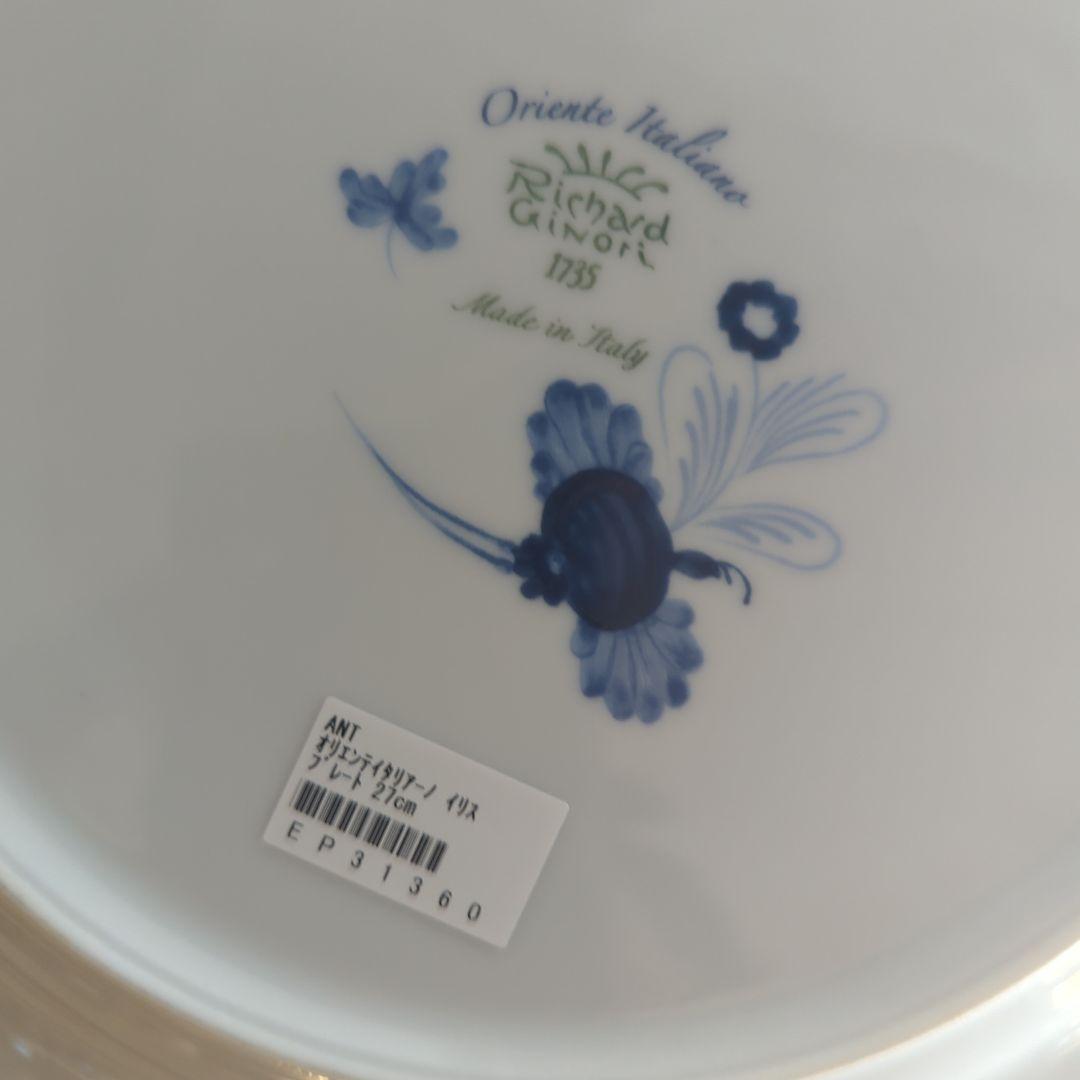 Oriente Italiano
Richard
Ginori
1735
Made in Italy
ANT
ｵﾘｴﾝﾃｲﾀﾘｱｰﾉ ｲﾘｽ
ﾌﾟﾚｰﾄ 27cm
EP31360